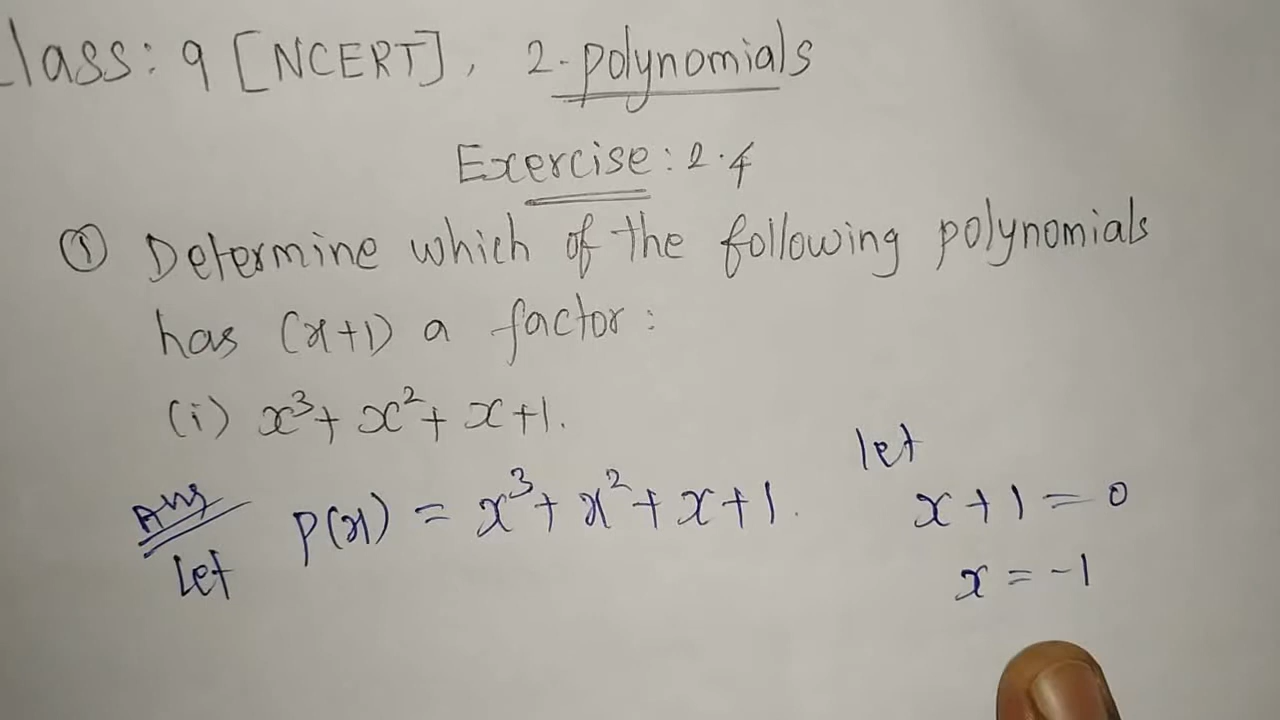 lass: 9 [NCERT], 2-polynomials
Exercise: 2.4
① Determine which of the following polynomials
has (x+1) a factor:
(i) x³+ x²+ x+1.
Ans
Let p(x) = x³+ x²+ x+1.
let
x+1=0
x = -1